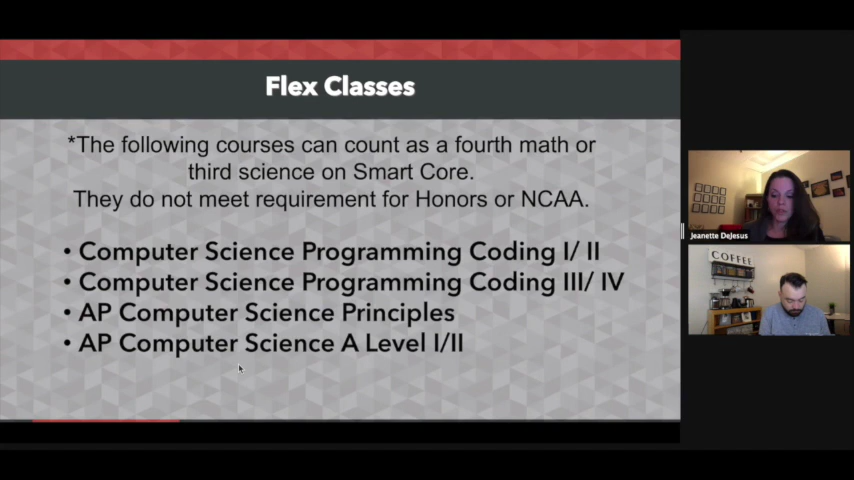 Flex Classes
*The following courses can count as a fourth math or
third science on Smart Core.
They do not meet requirement for Honors or NCAA.
• Computer Science Programming Coding I/ II
• Computer Science Programming Coding III/ IV
• AP Computer Science Principles
• AP Computer Science A Level I/II
Jeanette DeJesus
COFFEE